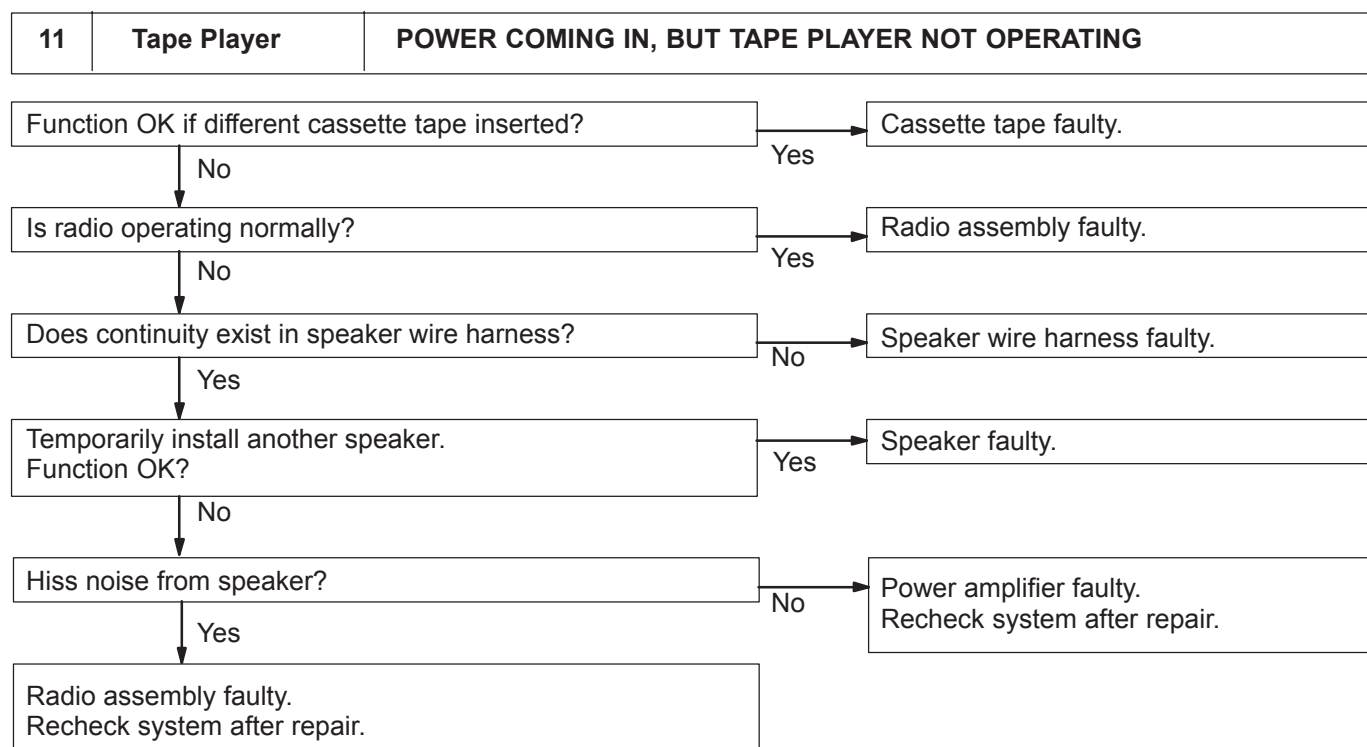 11 Tape Player POWER COMING IN, BUT TAPE PLAYER NOT OPERATING
Function OK if different cassette tape inserted?
Yes
Cassette tape faulty.
No
Is radio operating normally?
Yes
Radio assembly faulty.
No
Does continuity exist in speaker wire harness?
No
Speaker wire harness faulty.
Yes
Temporarily install another speaker.
Function OK?
Yes
Speaker faulty.
No
Hiss noise from speaker?
No
Power amplifier faulty.
Recheck system after repair.
Yes
Radio assembly faulty.
Recheck system after repair.